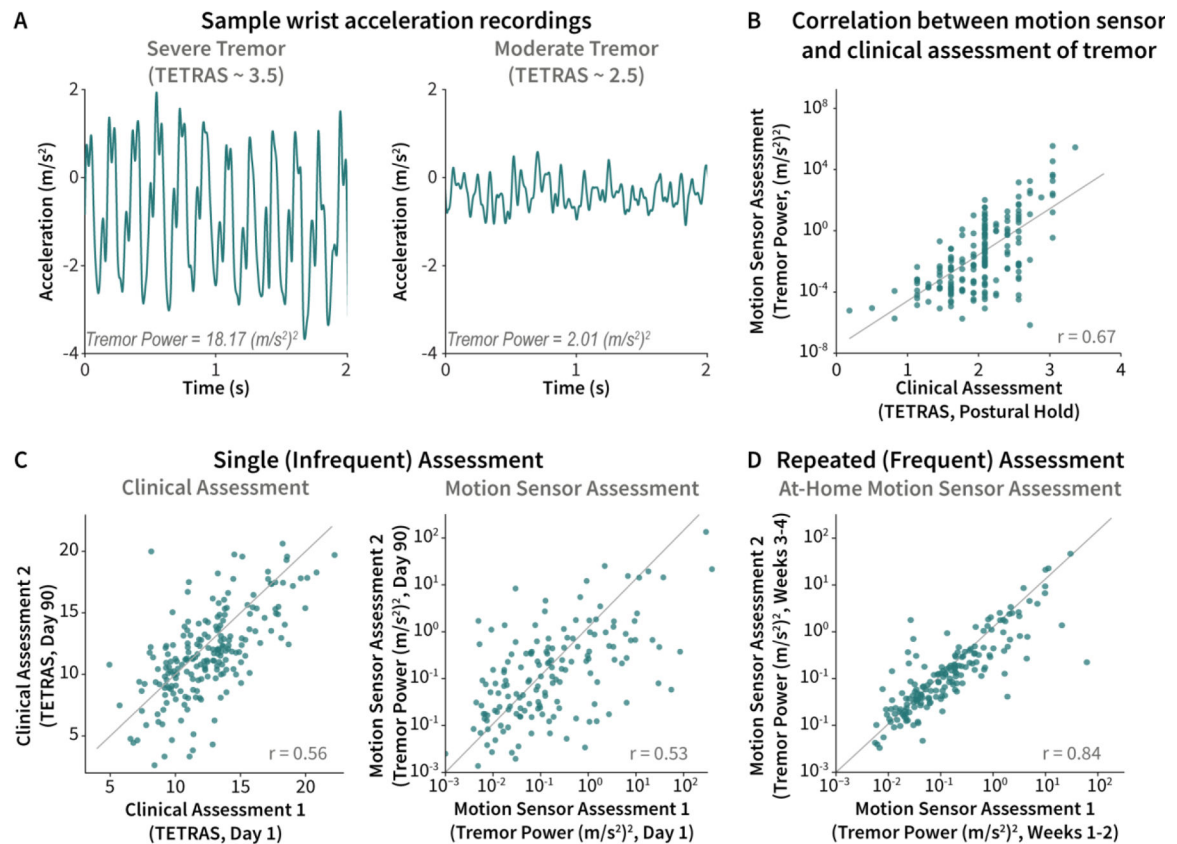 A
Sample wrist acceleration recordings
Severe Tremor
(TETRAS ~ 3.5)
Acceleration (m/s²)
2
0
-2
-4
Tremor Power = 18.17 (m/s²)²
0
1
2
Time (s)
Moderate Tremor
(TETRAS ~ 2.5)
Acceleration (m/s²)
2
0
-2
-4
Tremor Power = 2.01 (m/s²)²
0
1
2
Time (s)
B
Correlation between motion sensor
and clinical assessment of tremor
Motion Sensor Assessment
(Tremor Power, (m/s²)²)
10⁸
10⁴
10⁰
10⁻⁴
10⁻⁸
r = 0.67
0
1
2
3
4
Clinical Assessment
(TETRAS, Postural Hold)
C
Single (Infrequent) Assessment
Clinical Assessment
Clinical Assessment 2
(TETRAS, Day 90)
20
15
10
5
r = 0.56
5
10
15
20
Clinical Assessment 1
(TETRAS, Day 1)
Motion Sensor Assessment
Motion Sensor Assessment 2
(Tremor Power (m/s²)², Day 90)
10²
10¹
10⁰
10⁻¹
10⁻¹
10⁻³
r = 0.53
10⁻³
10⁻²
10⁻¹
10⁰
10¹
10²
Motion Sensor Assessment 1
(Tremor Power (m/s²)², Day 1)
D
Repeated (Frequent) Assessment
At-Home Motion Sensor Assessment
Motion Sensor Assessment 2
(Tremor Power (m/s²)², Weeks 3-4)
10²
10¹
10⁰
10⁻¹
10⁻¹
10⁻³
r = 0.84
10⁻³
10⁻²
10⁻¹
10⁰
10¹
10²
Motion Sensor Assessment 1
(Tremor Power (m/s²)², Weeks 1-2)